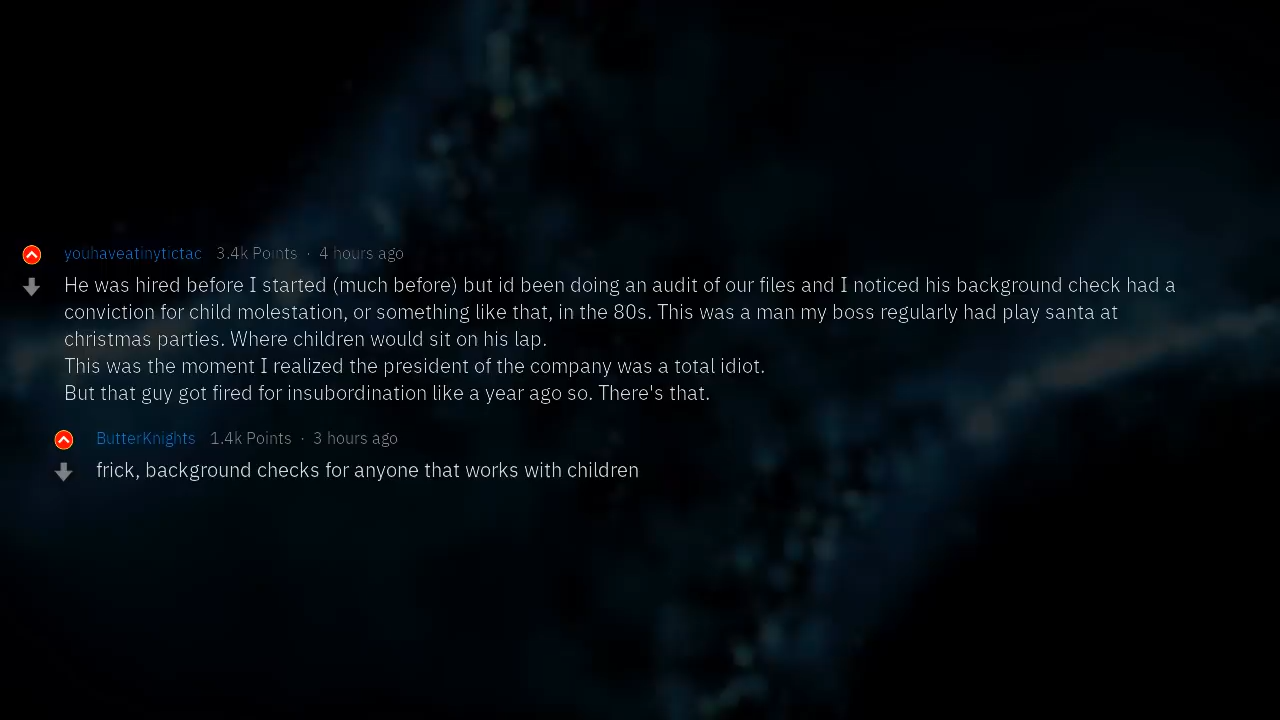 youhaveatinytictac 3.4k Points · 4 hours ago
He was hired before I started (much before) but id been doing an audit of our files and I noticed his background check had a
conviction for child molestation, or something like that, in the 80s. This was a man my boss regularly had play santa at
christmas parties. Where children would sit on his lap.
This was the moment I realized the president of the company was a total idiot.
But that guy got fired for insubordination like a year ago so. There's that.
ButterKnights 1.4k Points · 3 hours ago
frick, background checks for anyone that works with children